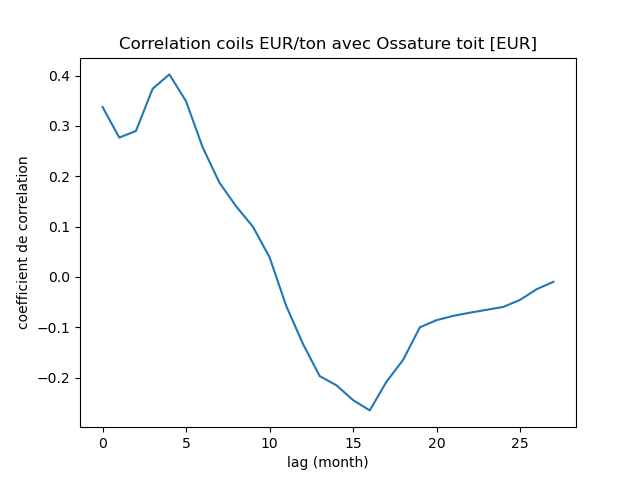 Correlation coils EUR/ton avec Ossature toit [EUR]
0.4
0.3
0.2
0.1
0.0
−0.1
−0.2
coefficient de correlation
0 5 10 15 20 25
lag (month)